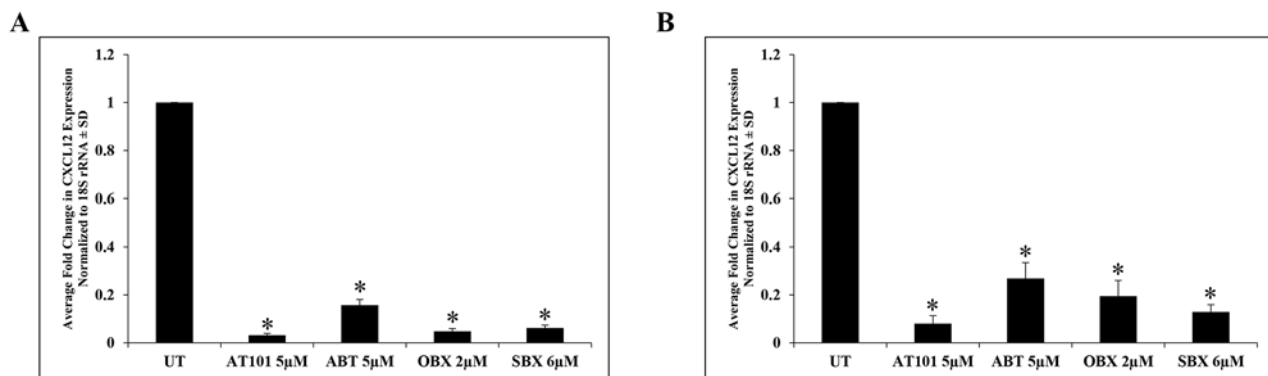 A
Average Fold Change in CXCL12 Expression
Normalized to 18S rRNA ± SD
1.2
1
0.8
0.6
0.4
0.2
0
*
*
*
*
UT
AT101 5µM
ABT 5µM
OBX 2µM
SBX 6µM
B
Average Fold Change in CXCL12 Expression
Normalized to 18S rRNA ± SD
1.2
1
0.8
0.6
0.4
0.2
0
*
*
*
*
UT
AT101 5µM
ABT 5µM
OBX 2µM
SBX 6µM